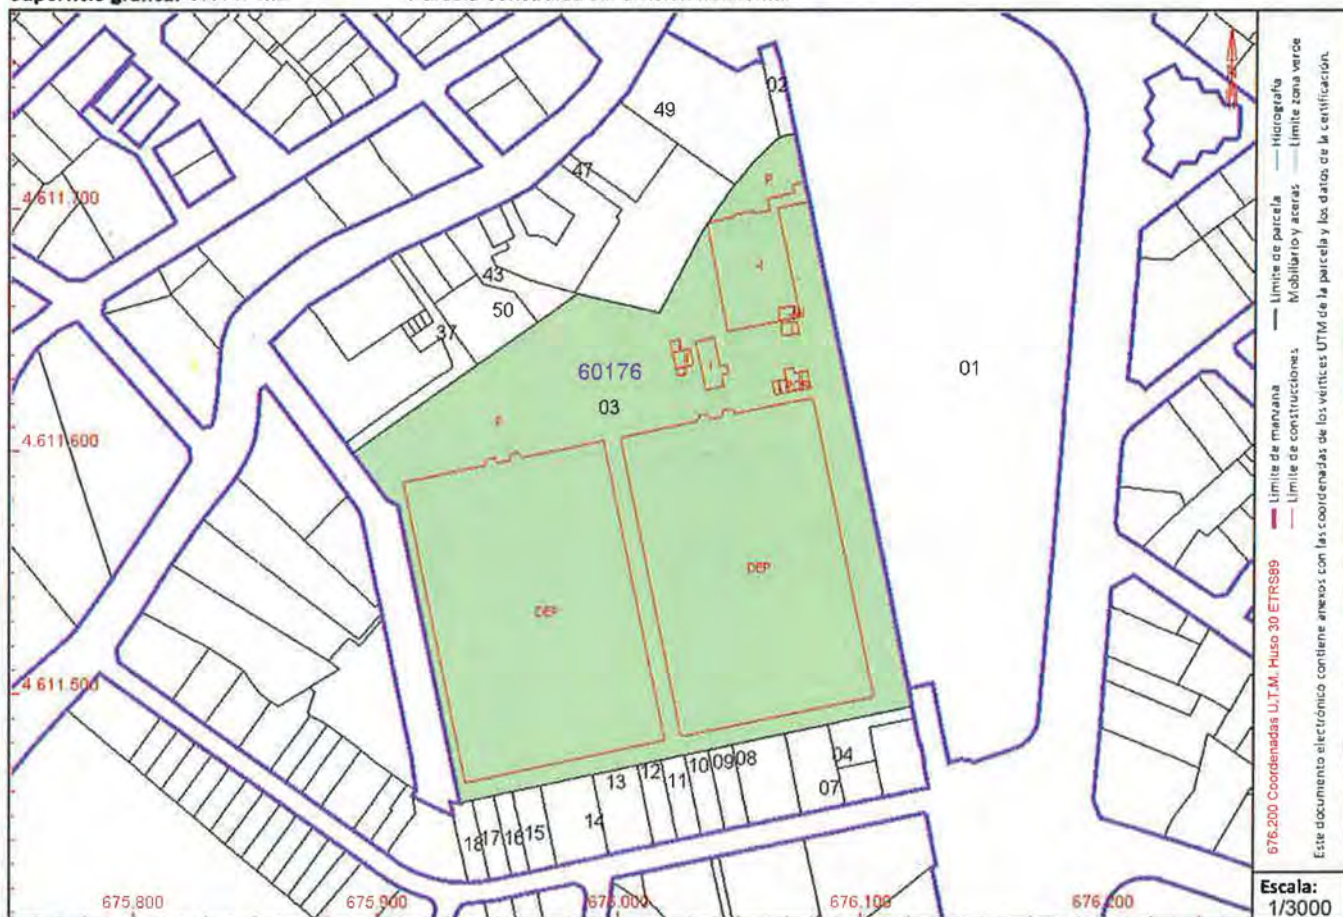 02
49
47
P
4.611.700
-I
43
50
37
60176
01
03
I
P
4.611.600
DEP
DEP
4.611.500
04
08
09
10
12
13
11
07
14
15
16
17
18
675.800
675.900
676.000
676.100
676.200
676.200 Coordenadas U.T.M. Huso 30 ETRS89
Límite de manzana
Límite de parcela
Hidrografía
Límite de construcciones
Mobiliario y aceras
Límite zona verde
Este documento electrónico contiene anexos con las coordenadas de los vértices UTM de la parcela y los datos de la certificación.
Escala:
1/3000